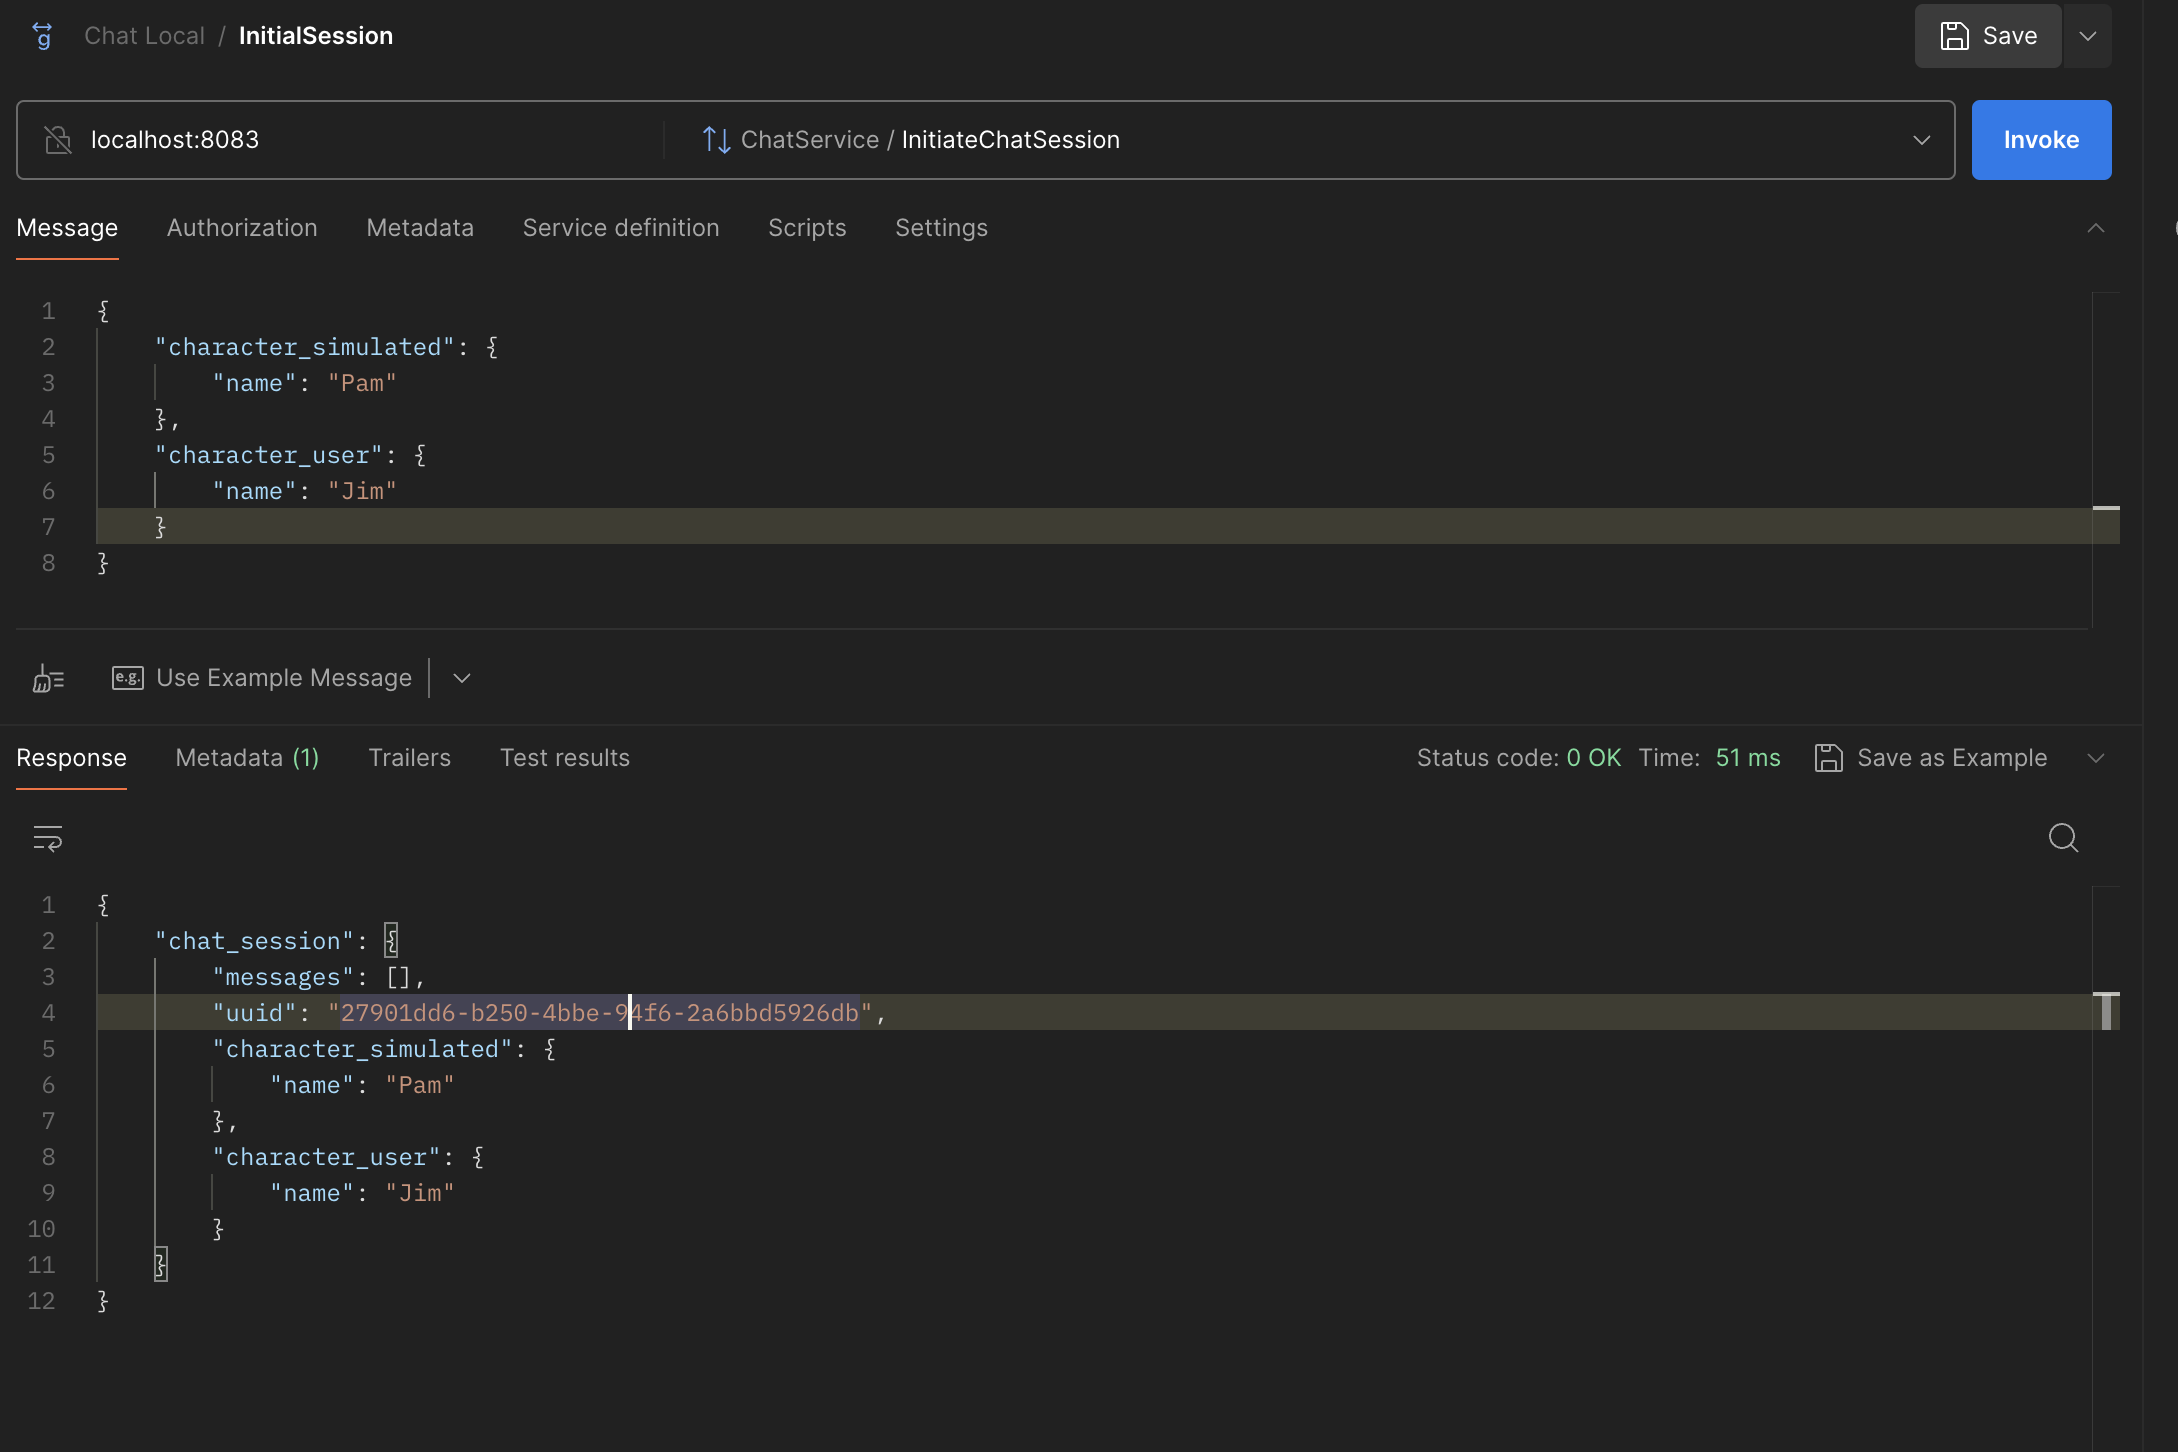 g Chat Local / InitialSession Save
localhost:8083 ChatService / InitiateChatSession Invoke
Message Authorization Metadata Service definition Scripts Settings
1 {
2 "character_simulated": {
3 "name": "Pam"
4 },
5 "character_user": {
6 "name": "Jim"
7 }
8 }
e.g. Use Example Message
Response Metadata (1) Trailers Test results Status code: 0 OK Time: 51 ms Save as Example
1 {
2 "chat_session": {
3 "messages": [],
4 "uuid": "27901dd6-b250-4bbe-94f6-2a6bbd5926db",
5 "character_simulated": {
6 "name": "Pam"
7 },
8 "character_user": {
9 "name": "Jim"
10 }
11 }
12 }